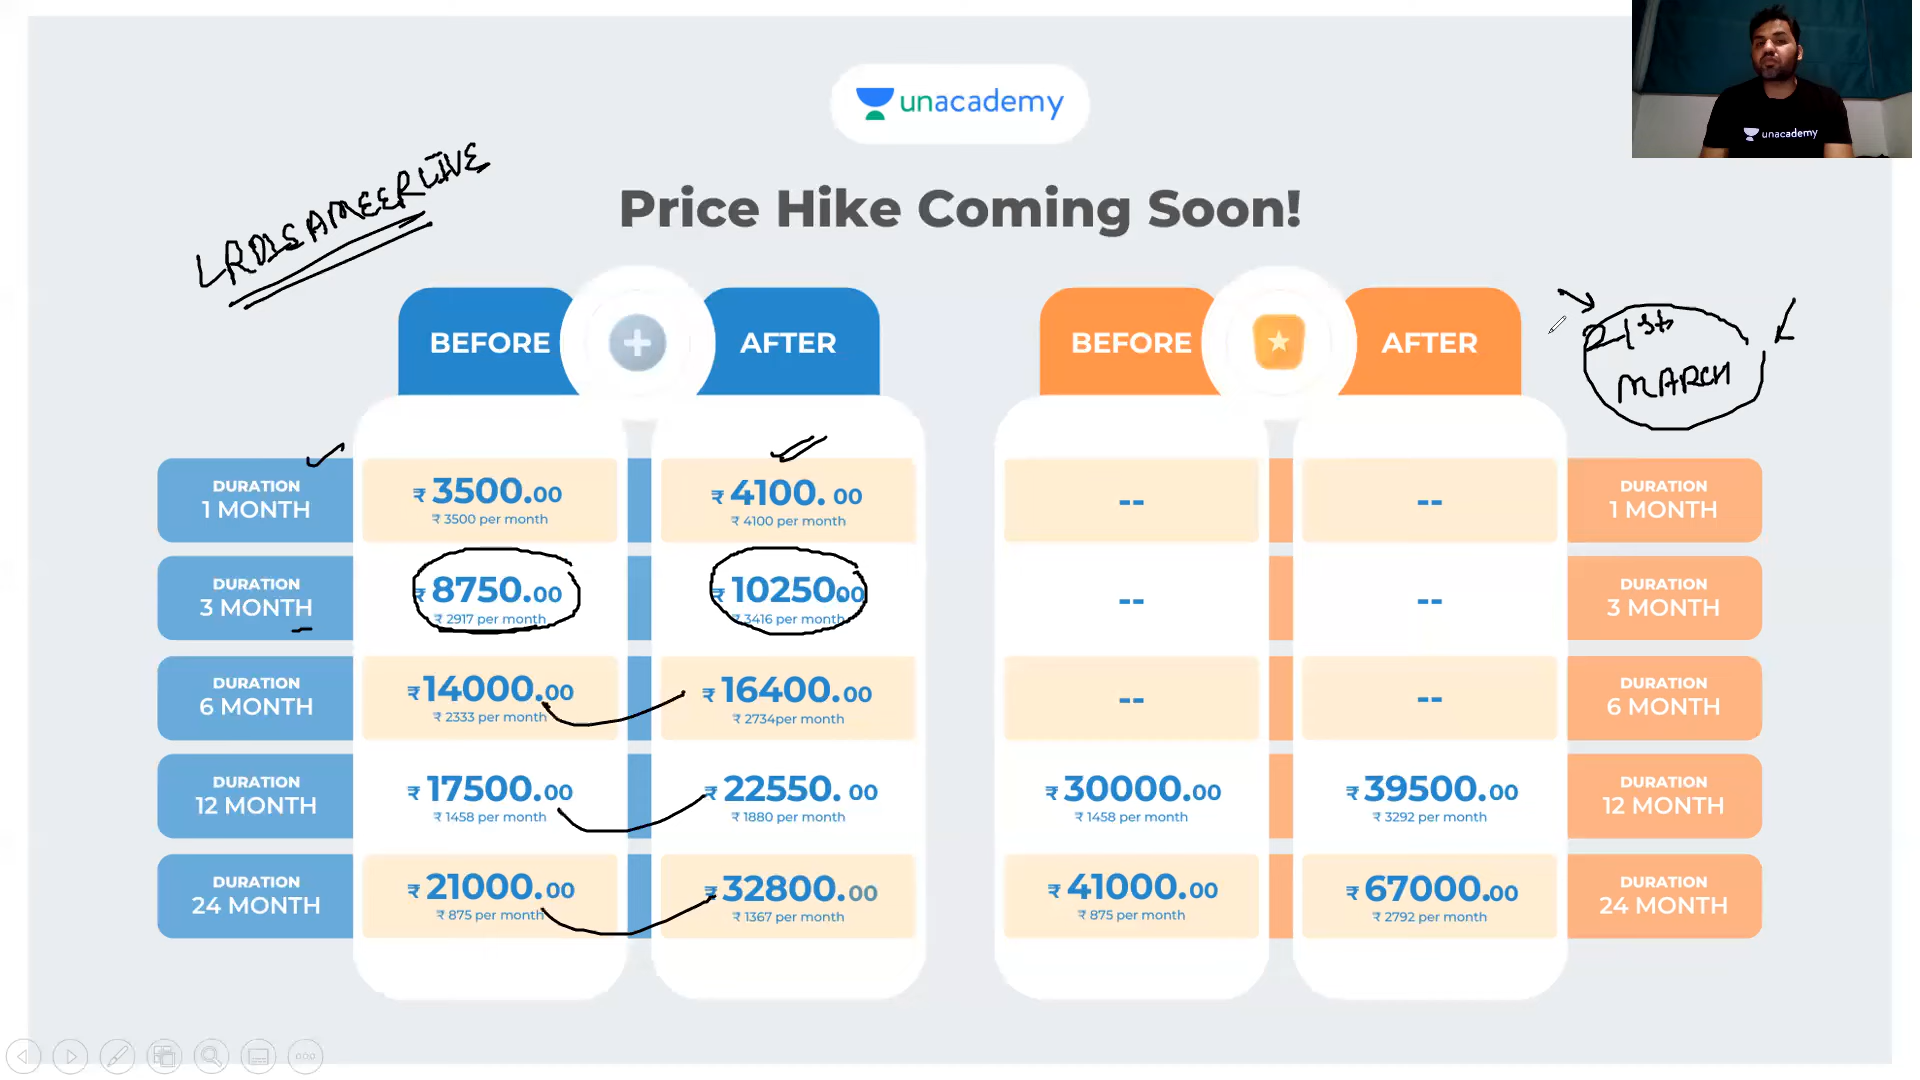 unacademy
unacademy
LRDISAMEERLIVE
Price Hike Coming Soon!
BEFORE AFTER BEFORE AFTER
21st
MARCH
DURATION
1 MONTH
₹ 3500.00
₹ 3500 per month
₹ 4100. 00
₹ 4100 per month
--
--
DURATION
1 MONTH
DURATION
3 MONTH
₹ 8750.00
₹ 2917 per month
₹ 10250.00
₹ 3416 per month
--
--
DURATION
3 MONTH
DURATION
6 MONTH
₹ 14000.00
₹ 2333 per month
₹ 16400.00
₹ 2734per month
--
--
DURATION
6 MONTH
DURATION
12 MONTH
₹ 17500.00
₹ 1458 per month
₹ 22550. 00
₹ 1880 per month
₹ 30000.00
₹ 1458 per month
₹ 39500.00
₹ 3292 per month
DURATION
12 MONTH
DURATION
24 MONTH
₹ 21000.00
₹ 875 per month
₹ 32800.00
₹ 1367 per month
₹ 41000.00
₹ 875 per month
₹ 67000.00
₹ 2792 per month
DURATION
24 MONTH